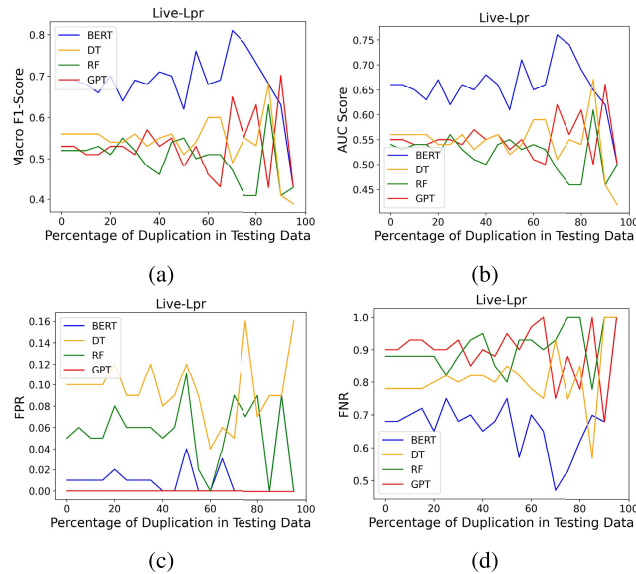 Live-Lpr
Macro F1-Score
0.8
0.7
0.6
0.5
0.4
BERT
DT
RF
GPT
0 20 40 60 80 100
Percentage of Duplication in Testing Data
(a)
Live-Lpr
AUC Score
0.75
0.70
0.65
0.60
0.55
0.50
0.45
BERT
DT
RF
GPT
0 20 40 60 80 100
Percentage of Duplication in Testing Data
(b)
Live-Lpr
FPR
0.16
0.14
0.12
0.10
0.08
0.06
0.04
0.02
0.00
BERT
DT
RF
GPT
0 20 40 60 80 100
Percentage of Duplication in Testing Data
(c)
Live-Lpr
FNR
1.0
0.9
0.8
0.7
0.6
0.5
BERT
DT
RF
GPT
0 20 40 60 80 100
Percentage of Duplication in Testing Data
(d)